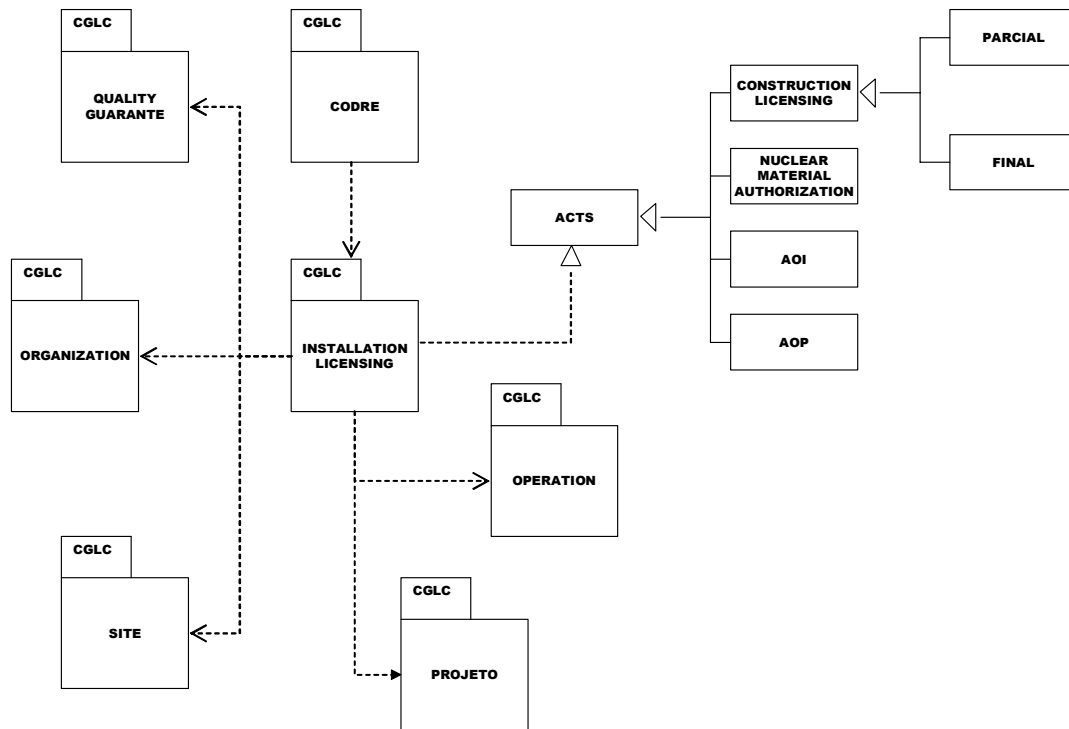 CGLC
QUALITY
GUARANTE
CGLC
CODRE
PARCIAL
CONSTRUCTION
LICENSING
FINAL
NUCLEAR
MATERIAL
AUTHORIZATION
ACTS
AOI
AOP
CGLC
ORGANIZATION
CGLC
INSTALLATION
LICENSING
CGLC
OPERATION
CGLC
SITE
CGLC
PROJETO